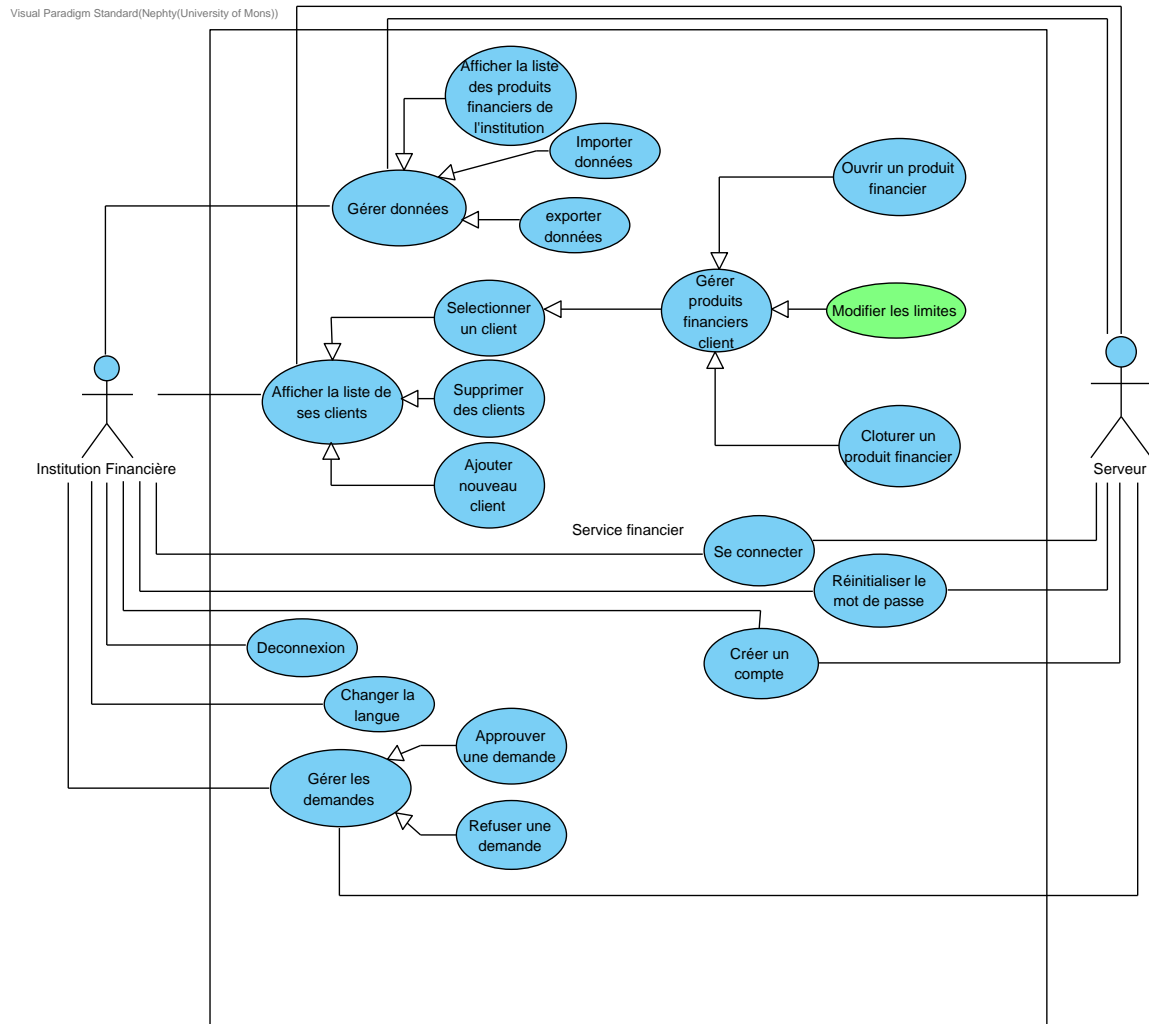 Visual Paradigm Standard(Nephty(University of Mons))
Afficher la liste
des produits
financiers de
l'institution
Importer
données
Ouvrir un produit
financier
Gérer données
exporter
données
Gérer
produits
financiers
client
Selectionner
un client
Modifier les limites
Afficher la liste de
ses clients
Supprimer
des clients
Cloturer un
produit financier
Institution Financière
Serveur
Ajouter
nouveau
client
Service financier
Se connecter
Réinitialiser le
mot de passe
Deconnexion
Créer un
compte
Changer la
langue
Approuver
une demande
Gérer les
demandes
Refuser une
demande